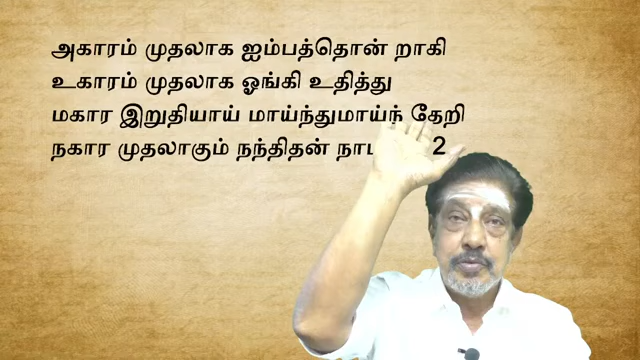 அகாரம் முதலாக ஐம்பத்தொன் றாகி
உகாரம் முதலாக ஓங்கி உதித்து
மகார இறுதியாய் மாய்ந்துமாய்ந் தேறி
நகார முதலாகும் நந்திதன் 2